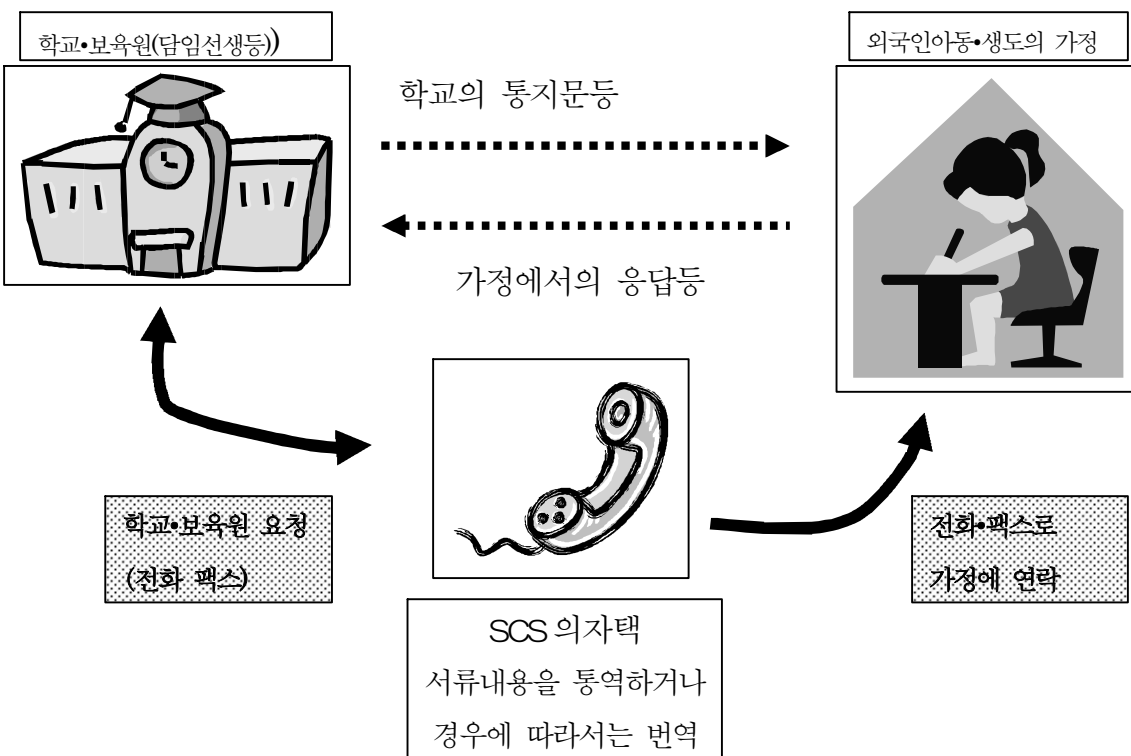 학교•보육원(담임선생등))
외국인아동•생도의 가정
학교의 통지문등
가정에서의 응답등
학교•보육원 요청
(전화 팩스)
전화•팩스로
가정에 연락
SCS 의자택
서류내용을 통역하거나
경우에 따라서는 번역